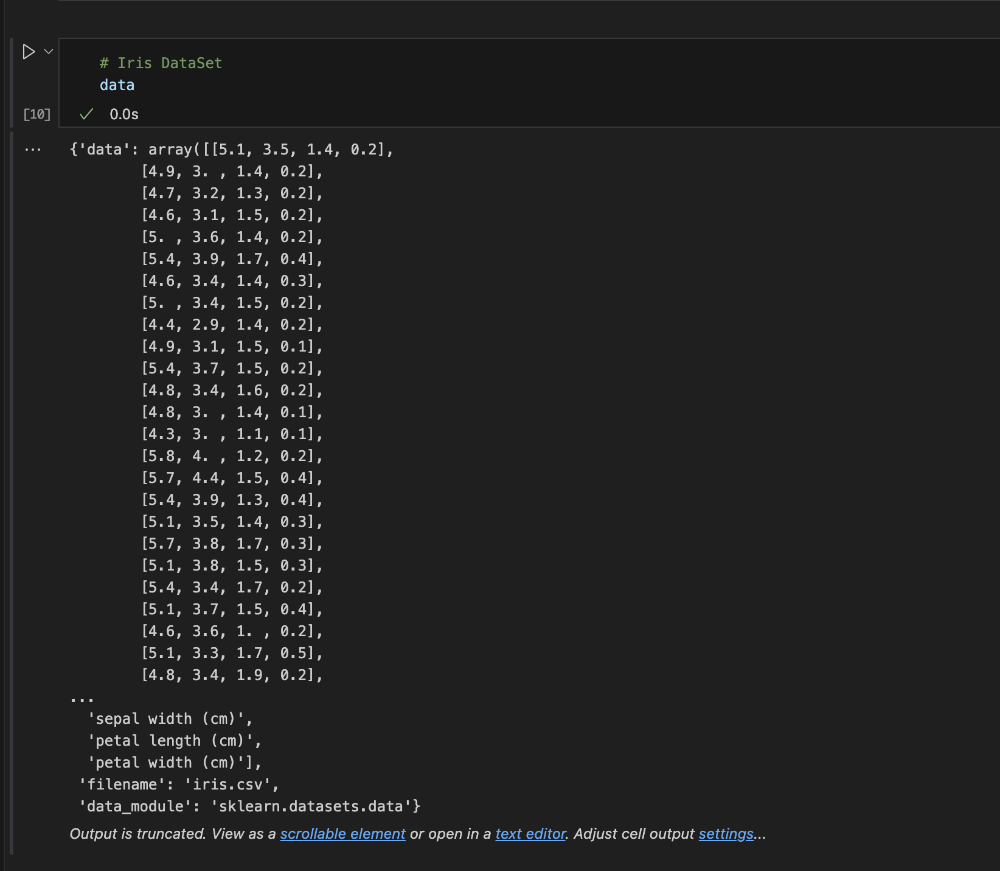 # Iris DataSet
data
[10] 0.0s
... {'data': array([[5.1, 3.5, 1.4, 0.2],
[4.9, 3. , 1.4, 0.2],
[4.7, 3.2, 1.3, 0.2],
[4.6, 3.1, 1.5, 0.2],
[5. , 3.6, 1.4, 0.2],
[5.4, 3.9, 1.7, 0.4],
[4.6, 3.4, 1.4, 0.3],
[5. , 3.4, 1.5, 0.2],
[4.4, 2.9, 1.4, 0.2],
[4.9, 3.1, 1.5, 0.1],
[5.4, 3.7, 1.5, 0.2],
[4.8, 3.4, 1.6, 0.2],
[4.8, 3. , 1.4, 0.1],
[4.3, 3. , 1.1, 0.1],
[5.8, 4. , 1.2, 0.2],
[5.7, 4.4, 1.5, 0.4],
[5.4, 3.9, 1.3, 0.4],
[5.1, 3.5, 1.4, 0.3],
[5.7, 3.8, 1.7, 0.3],
[5.1, 3.8, 1.5, 0.3],
[5.4, 3.4, 1.7, 0.2],
[5.1, 3.7, 1.5, 0.4],
[4.6, 3.6, 1. , 0.2],
[5.1, 3.3, 1.7, 0.5],
[4.8, 3.4, 1.9, 0.2],
...
'sepal width (cm)',
'petal length (cm)',
'petal width (cm)'],
'filename': 'iris.csv',
'data_module': 'sklearn.datasets.data'}
Output is truncated. View as a scrollable element or open in a text editor. Adjust cell output settings...